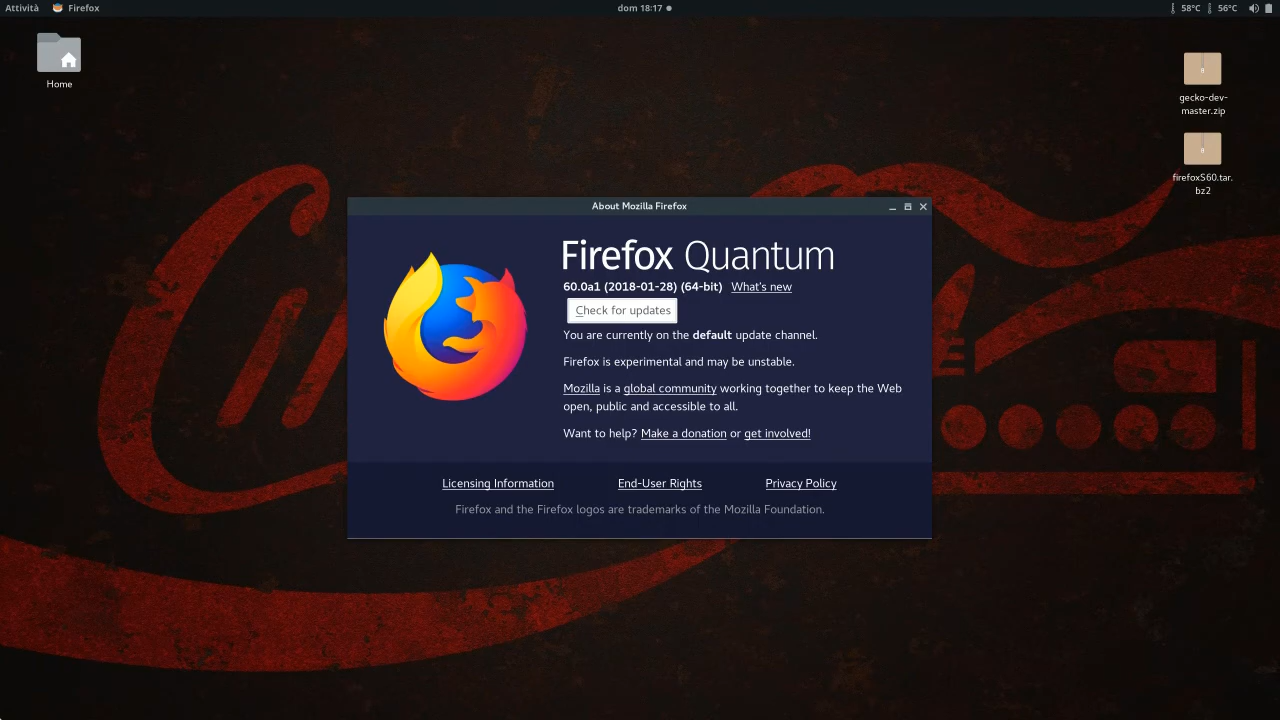 Attività Firefox dom 18:17 58°C 56°C
Home
gecko-dev-
master.zip
firefoxS60.tar.
bz2
About Mozilla Firefox
Firefox Quantum
60.0a1 (2018-01-28) (64-bit) What's new
Check for updates
You are currently on the default update channel.
Firefox is experimental and may be unstable.
Mozilla is a global community working together to keep the Web
open, public and accessible to all.
Want to help? Make a donation or get involved!
Licensing Information End-User Rights Privacy Policy
Firefox and the Firefox logos are trademarks of the Mozilla Foundation.